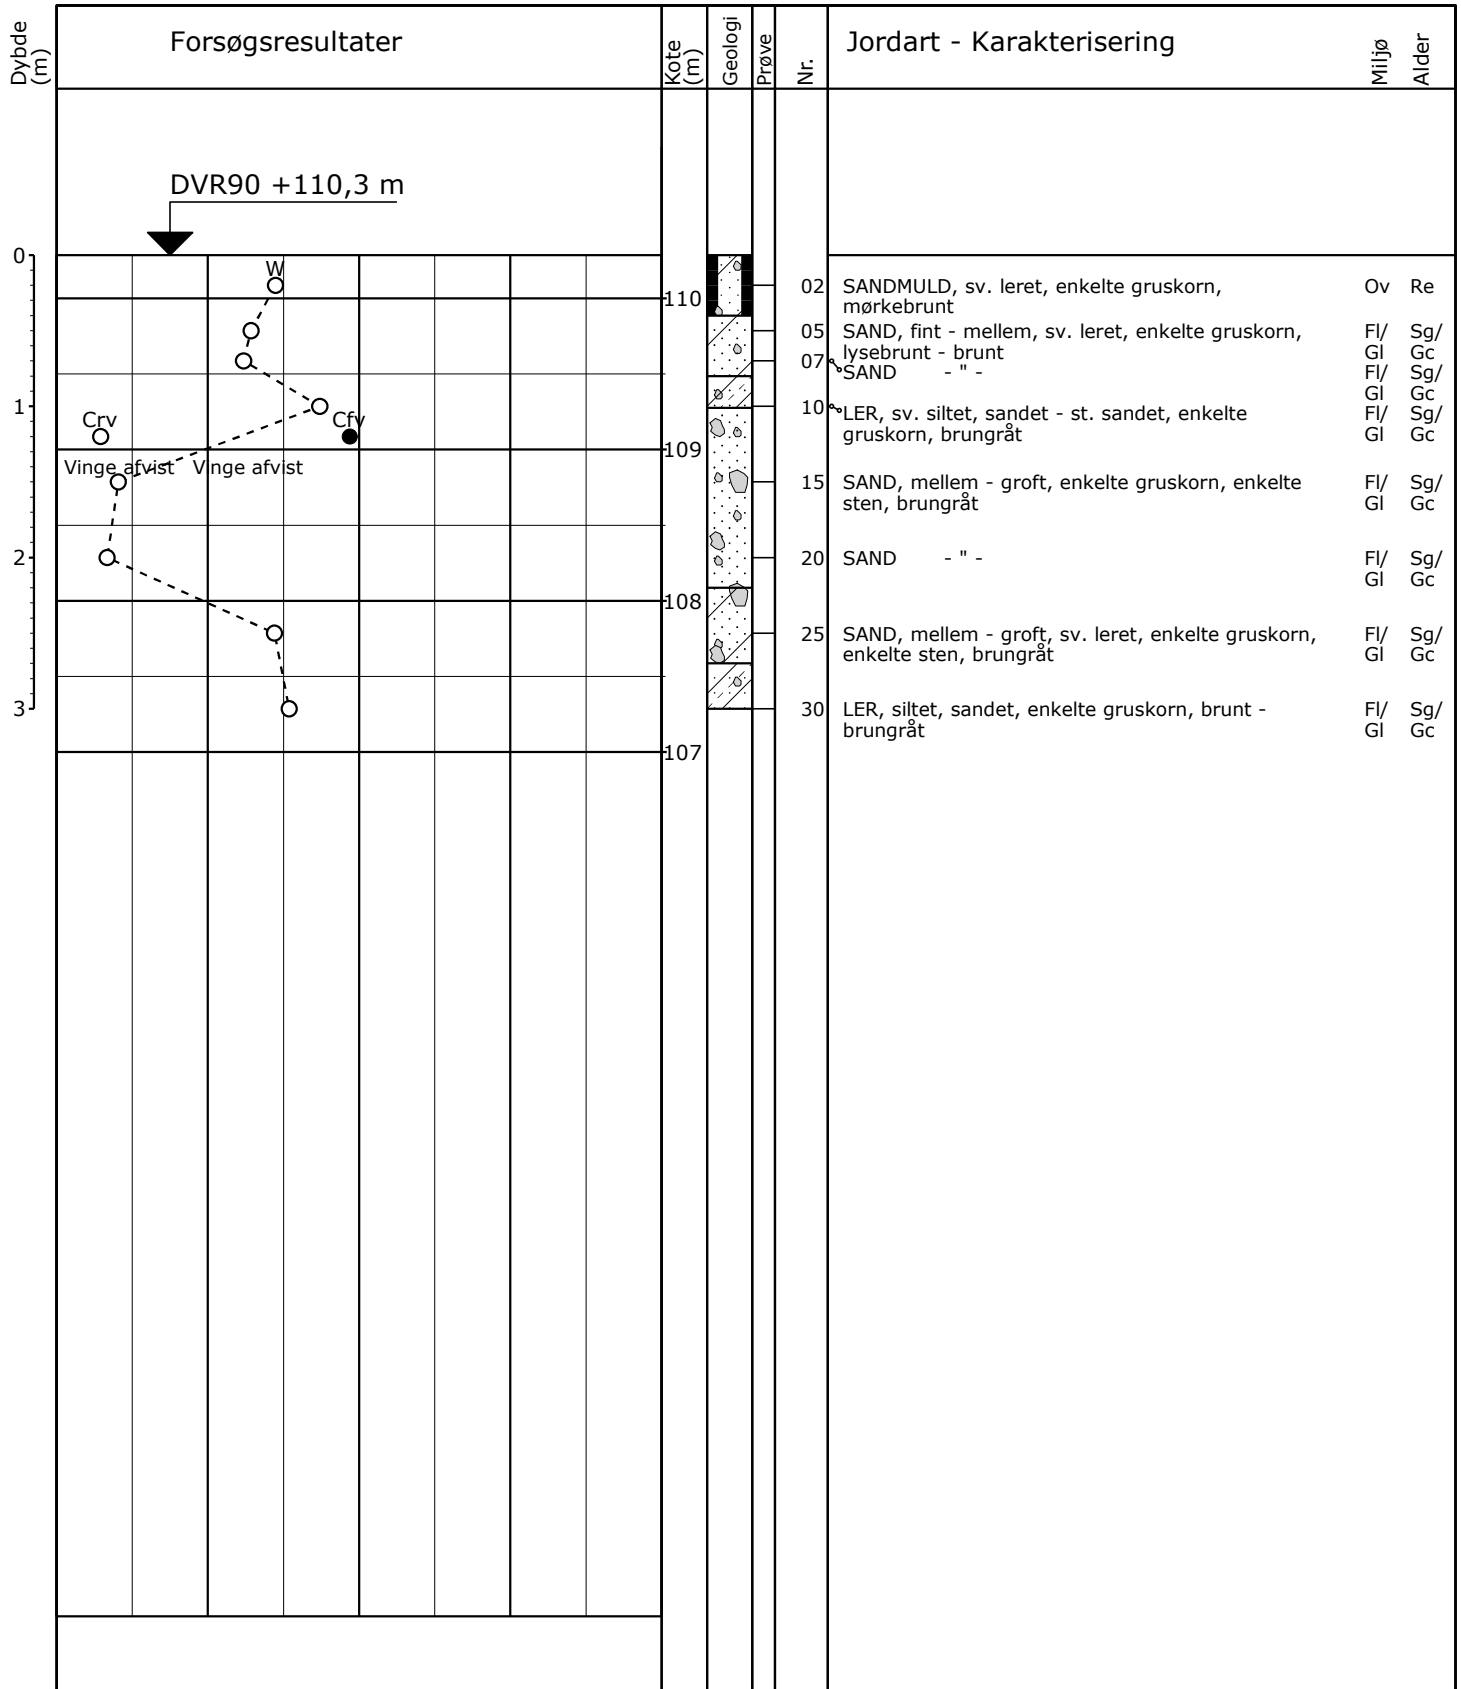 Dybde
(m)
Forsøgsresultater
Kote
(m)
Geologi
Prøve
Nr.
Jordart - Karakterisering
Miljø
Alder
DVR90 +110,3 m
0
W
110
02 SANDMULD, sv. leret, enkelte gruskorn, Ov Re
mørkebrunt
05 SAND, fint - mellem, sv. leret, enkelte gruskorn, Fl/ Sg/
lysebrunt - brunt Gl Gc
07 SAND - " - Fl/ Sg/
Gl Gc
1
Crv
Cfv
10 LER, sv. siltet, sandet - st. sandet, enkelte Fl/ Sg/
gruskorn, brungråt Gl Gc
109
Vinge afvist Vinge afvist
15 SAND, mellem - groft, enkelte gruskorn, enkelte Fl/ Sg/
sten, brungråt Gl Gc
2
20 SAND - " - Fl/ Sg/
Gl Gc
108
25 SAND, mellem - groft, sv. leret, enkelte gruskorn, Fl/ Sg/
enkelte sten, brungråt Gl Gc
3
30 LER, siltet, sandet, enkelte gruskorn, brunt - Fl/ Sg/
brungråt Gl Gc
107